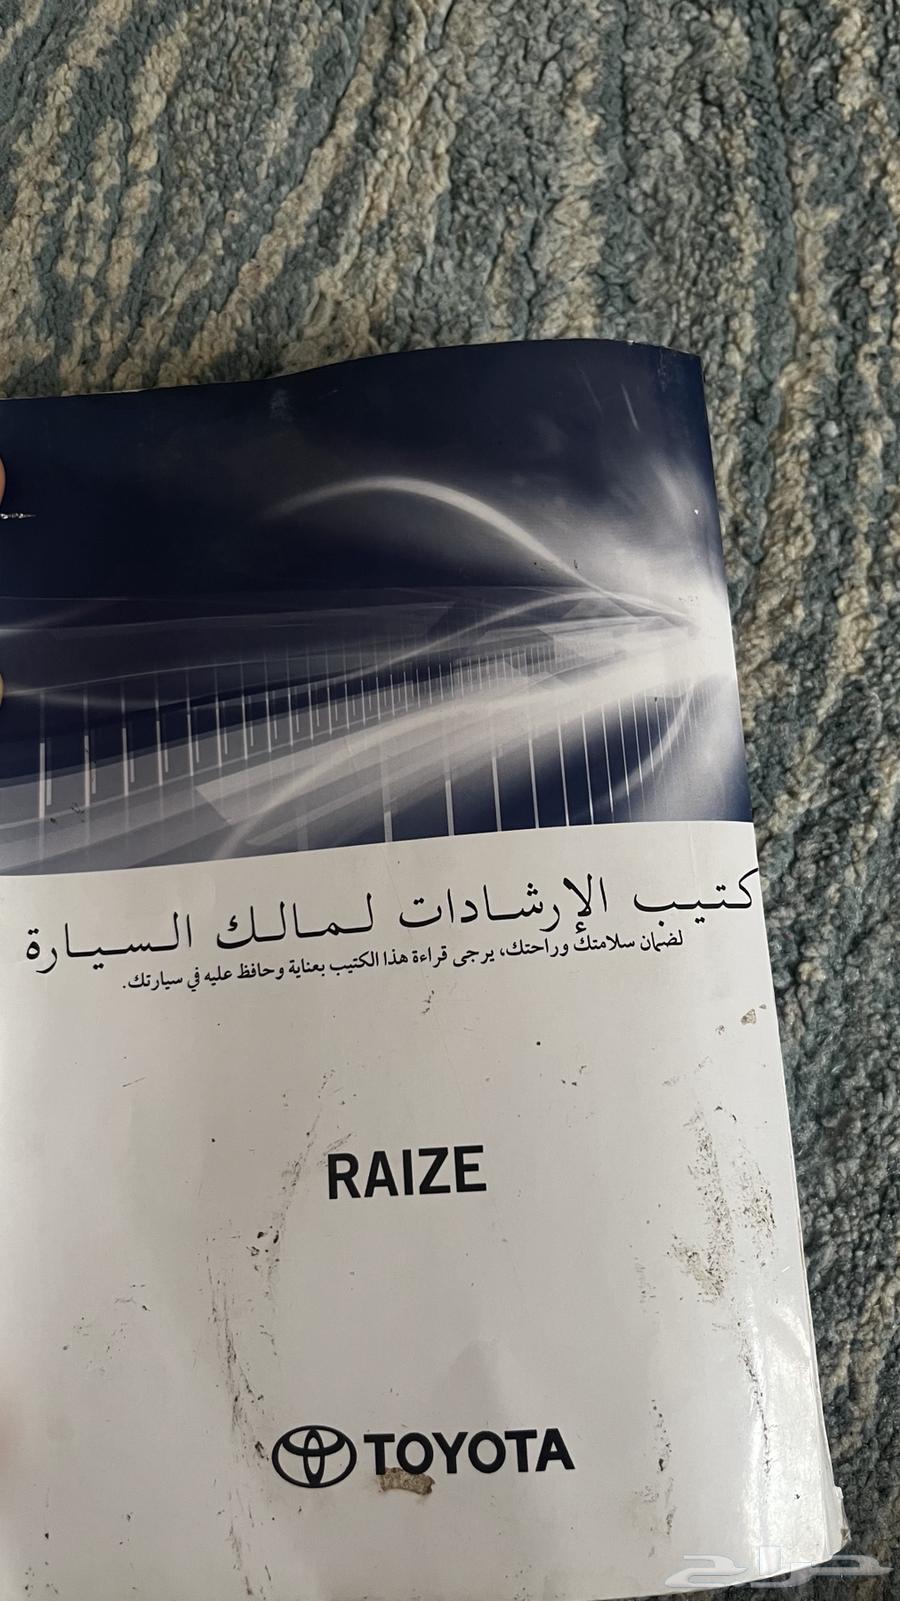 كتيب الإرشادات لمالك السيارة
لضمان سلامتك وراحتك، يرجى قراءة هذا الكتيب بعناية وحافظ عليه في سيارتك.
RAIZE
TOYOTA
حراج